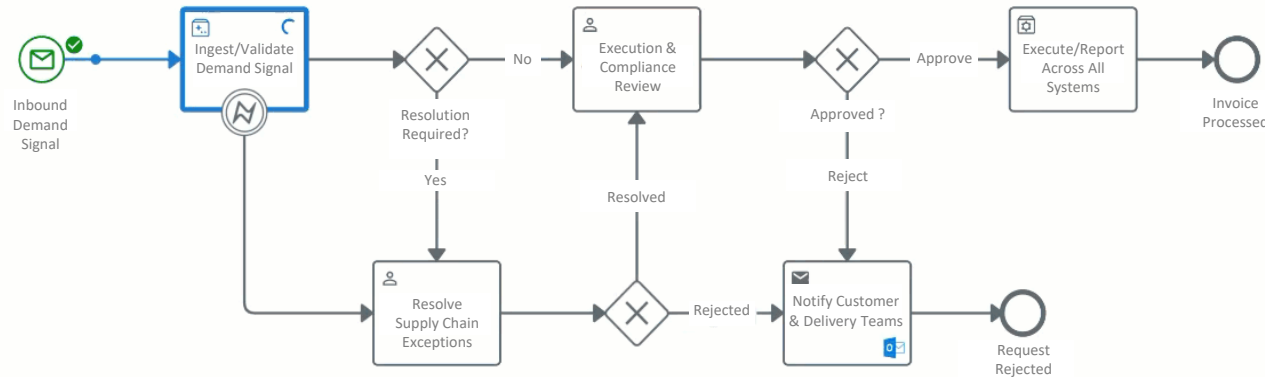 Inbound
Demand
Signal
Ingest/Validate
Demand Signal
Resolution
Required?
No
Yes
Execution &
Compliance
Review
Approved ?
Approve
Reject
Execute/Report
Across All
Systems
Invoice
Processed
Resolve
Supply Chain
Exceptions
Resolved
Rejected
Notify Customer
& Delivery Teams
Request
Rejected